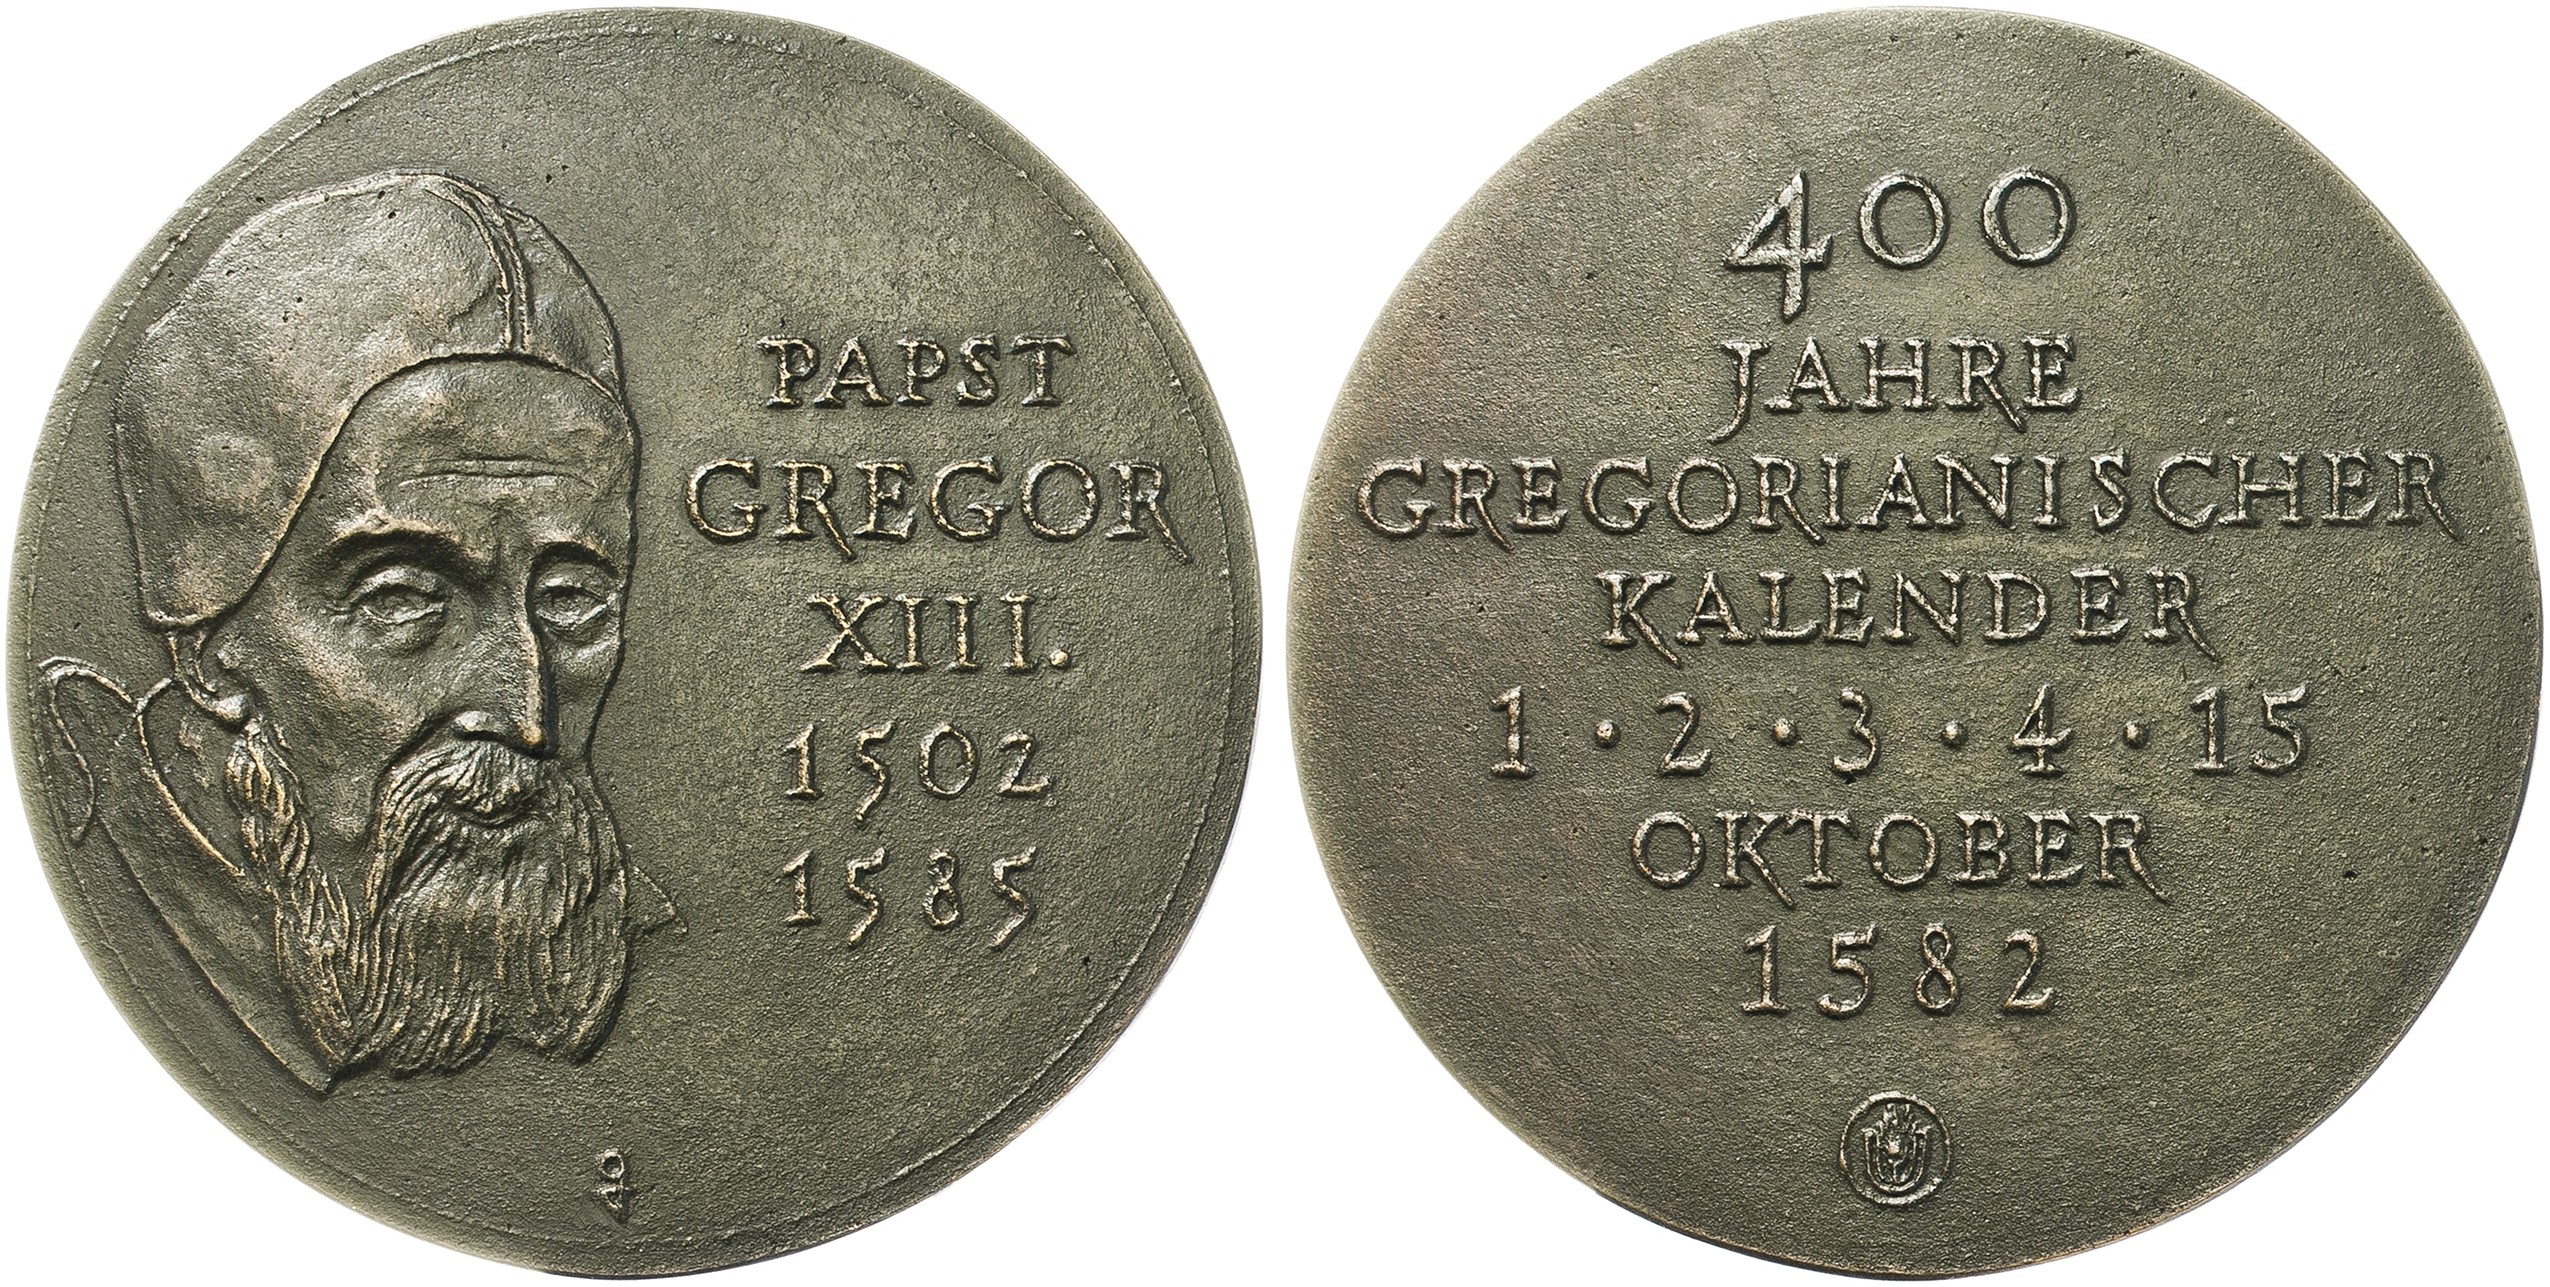 PAPST
GREGOR
XIII.
1502
1585
400
JAHRE
GREGORIANISCHER
KALENDER
1 · 2 · 3 · 4 · 15
OKTOBER
1582